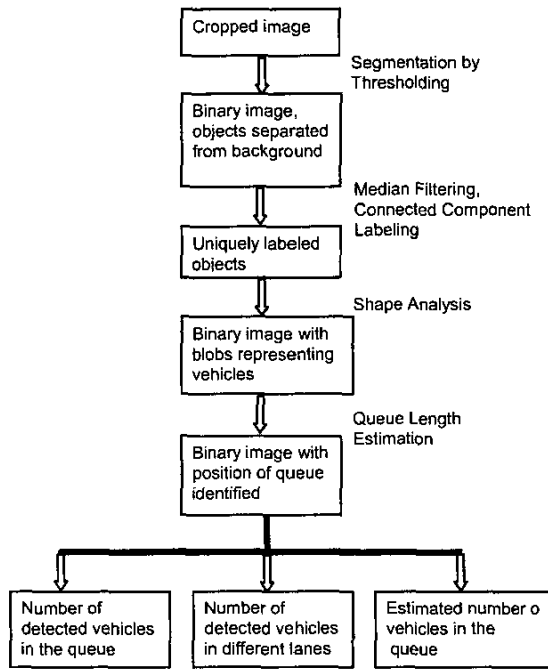 Cropped image
Segmentation by
Thresholding
Binary image,
objects separated
from background
Median Filtering,
Connected Component
Labeling
Uniquely labeled
objects
Shape Analysis
Binary image with
blobs representing
vehicles
Queue Length
Estimation
Binary image with
position of queue
identified
Number of
detected vehicles
in the queue
Number of
detected vehicles
in different lanes
Estimated number o
vehicles in the
queue